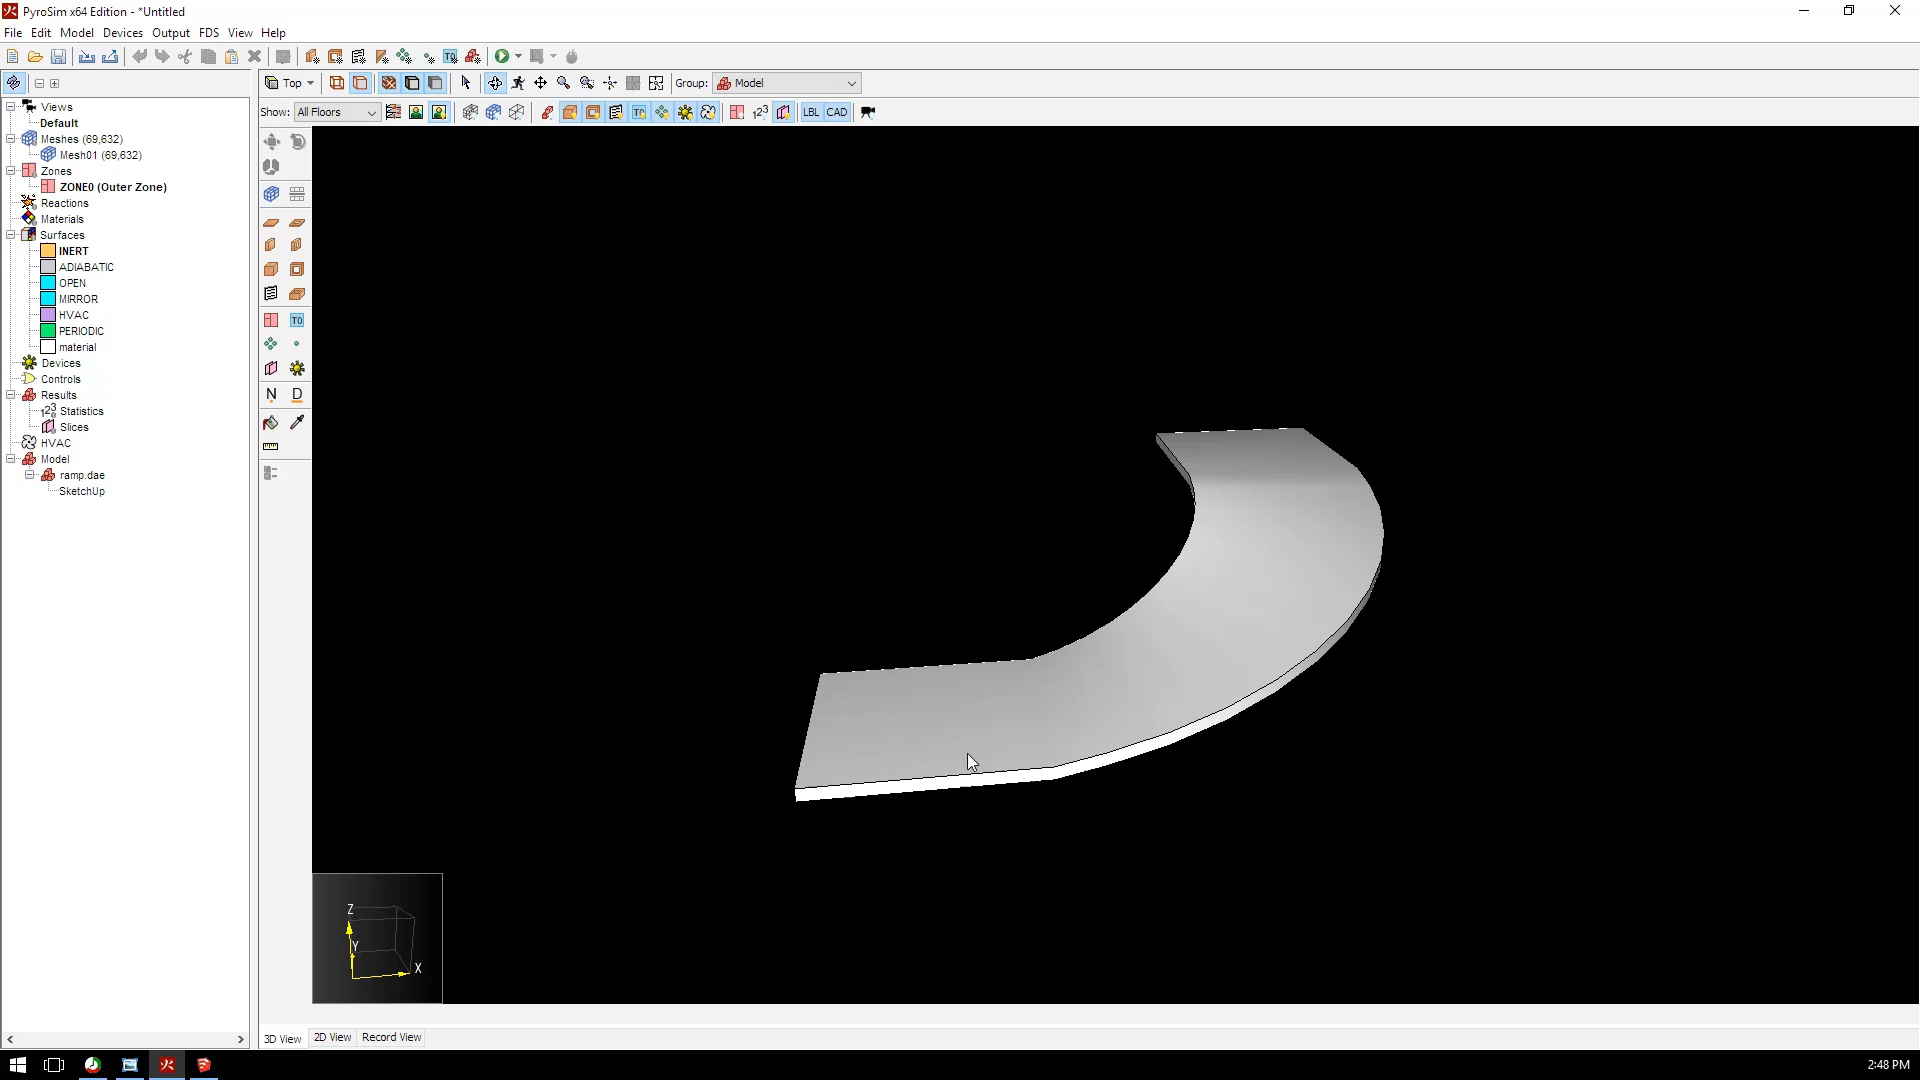 PyroSim x64 Edition - *Untitled
File Edit Model Devices Output FDS View Help
Top Group: Model
Show: All Floors LBL CAD
Views
Default
Meshes (69,632)
Mesh01 (69,632)
Zones
ZONE0 (Outer Zone)
Reactions
Materials
Surfaces
INERT
ADIABATIC
OPEN
MIRROR
HVAC
PERIODIC
material
Devices
Controls
Results
123 Statistics
Slices
HVAC
Model
ramp.dae
SketchUp
T0
N D
Z
Y
X
3D View 2D View Record View
2:48 PM